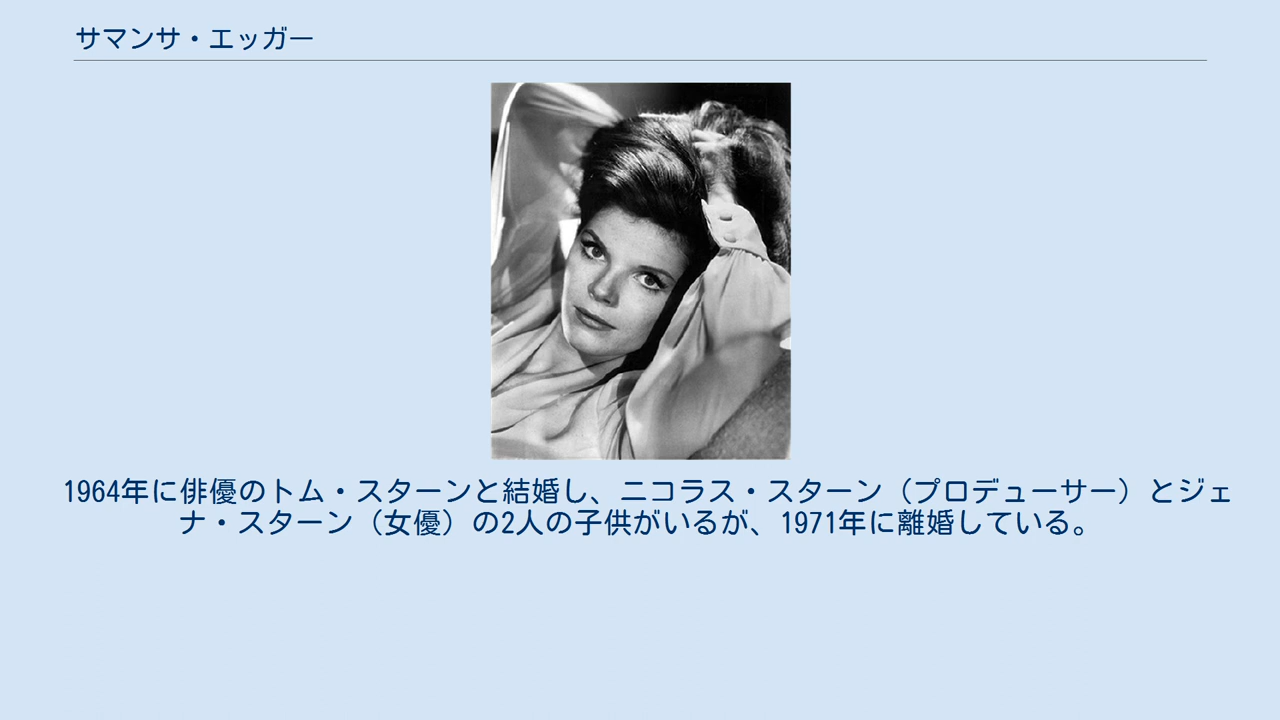 サマンサ・エッガー
1964年に俳優のトム・スターンと結婚し、ニコラス・スターン（プロデューサー）とジェ
ナ・スターン（女優）の2人の子供がいるが、1971年に離婚している。